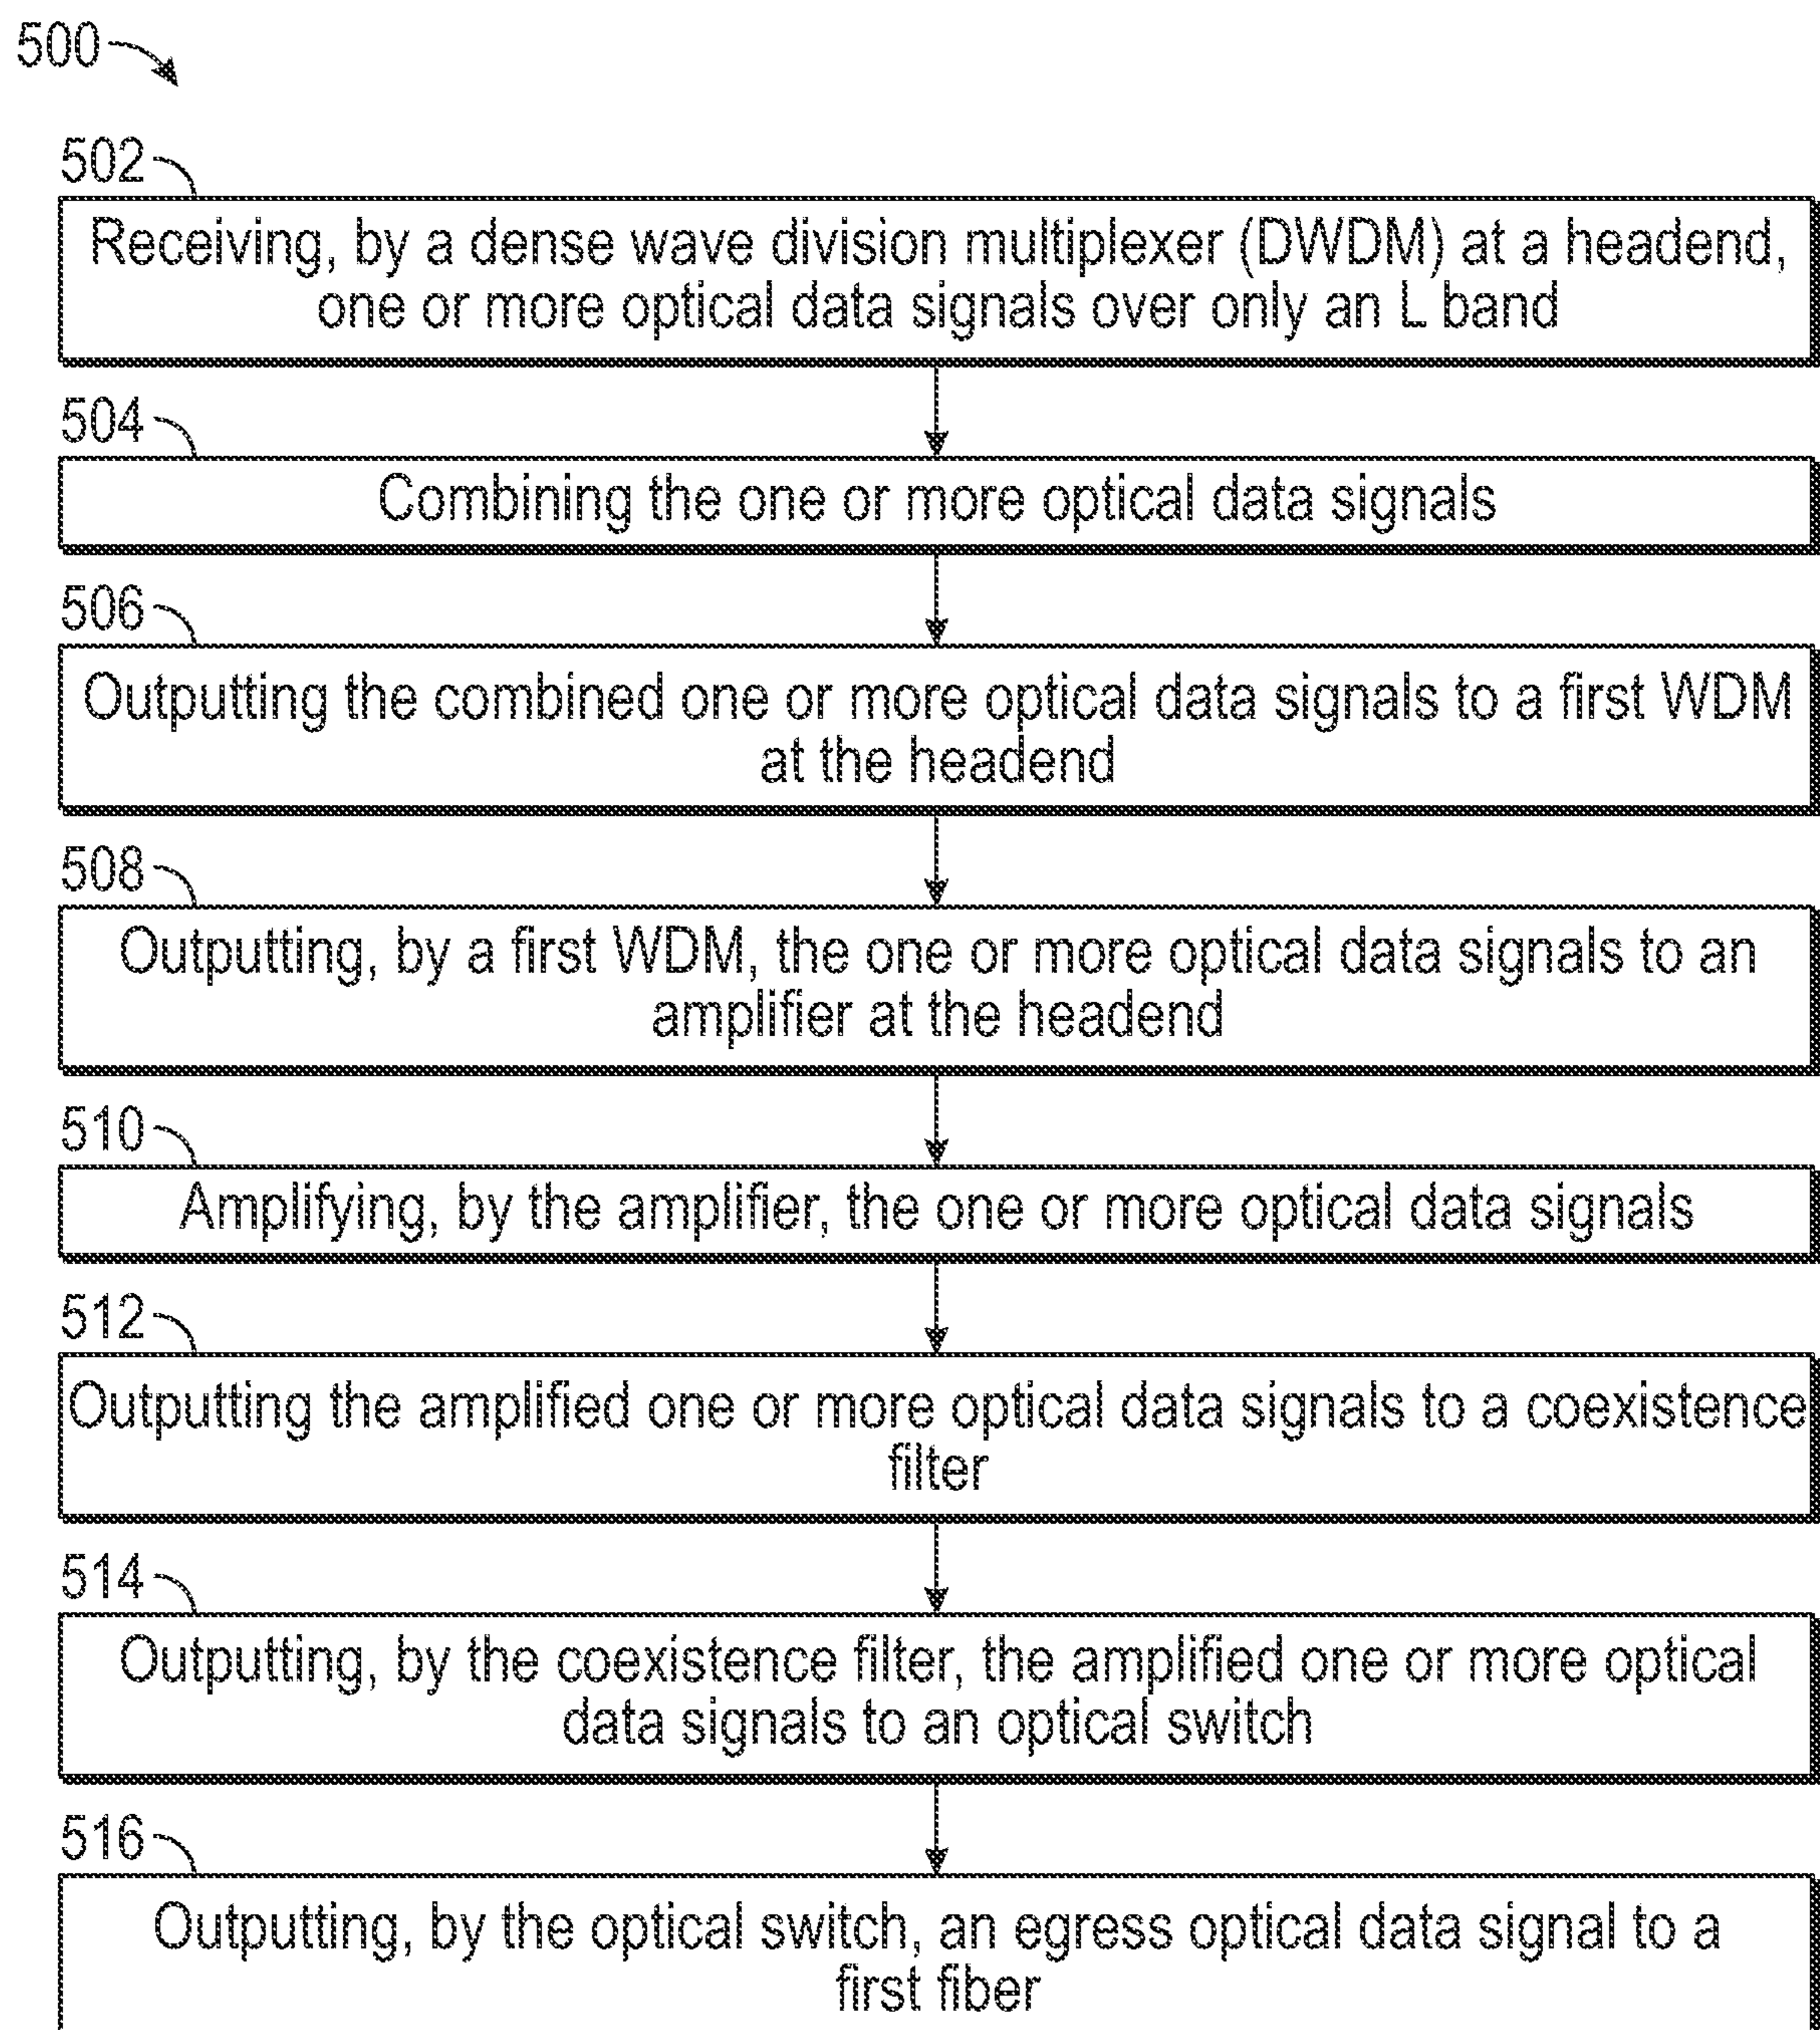 500
502
Receiving, by a dense wave division multiplexer (DWDM) at a headend,
one or more optical data signals over only an L band
504
Combining the one or more optical data signals
506
Outputting the combined one or more optical data signals to a first WDM
at the headend
508
Outputting, by a first WDM, the one or more optical data signals to an
amplifier at the headend
510
Amplifying, by the amplifier, the one or more optical data signals
512
Outputting the amplified one or more optical data signals to a coexistence
filter
514
Outputting, by the coexistence filter, the amplified one or more optical
data signals to an optical switch
516
Outputting, by the optical switch, an egress optical data signal to a
first fiber